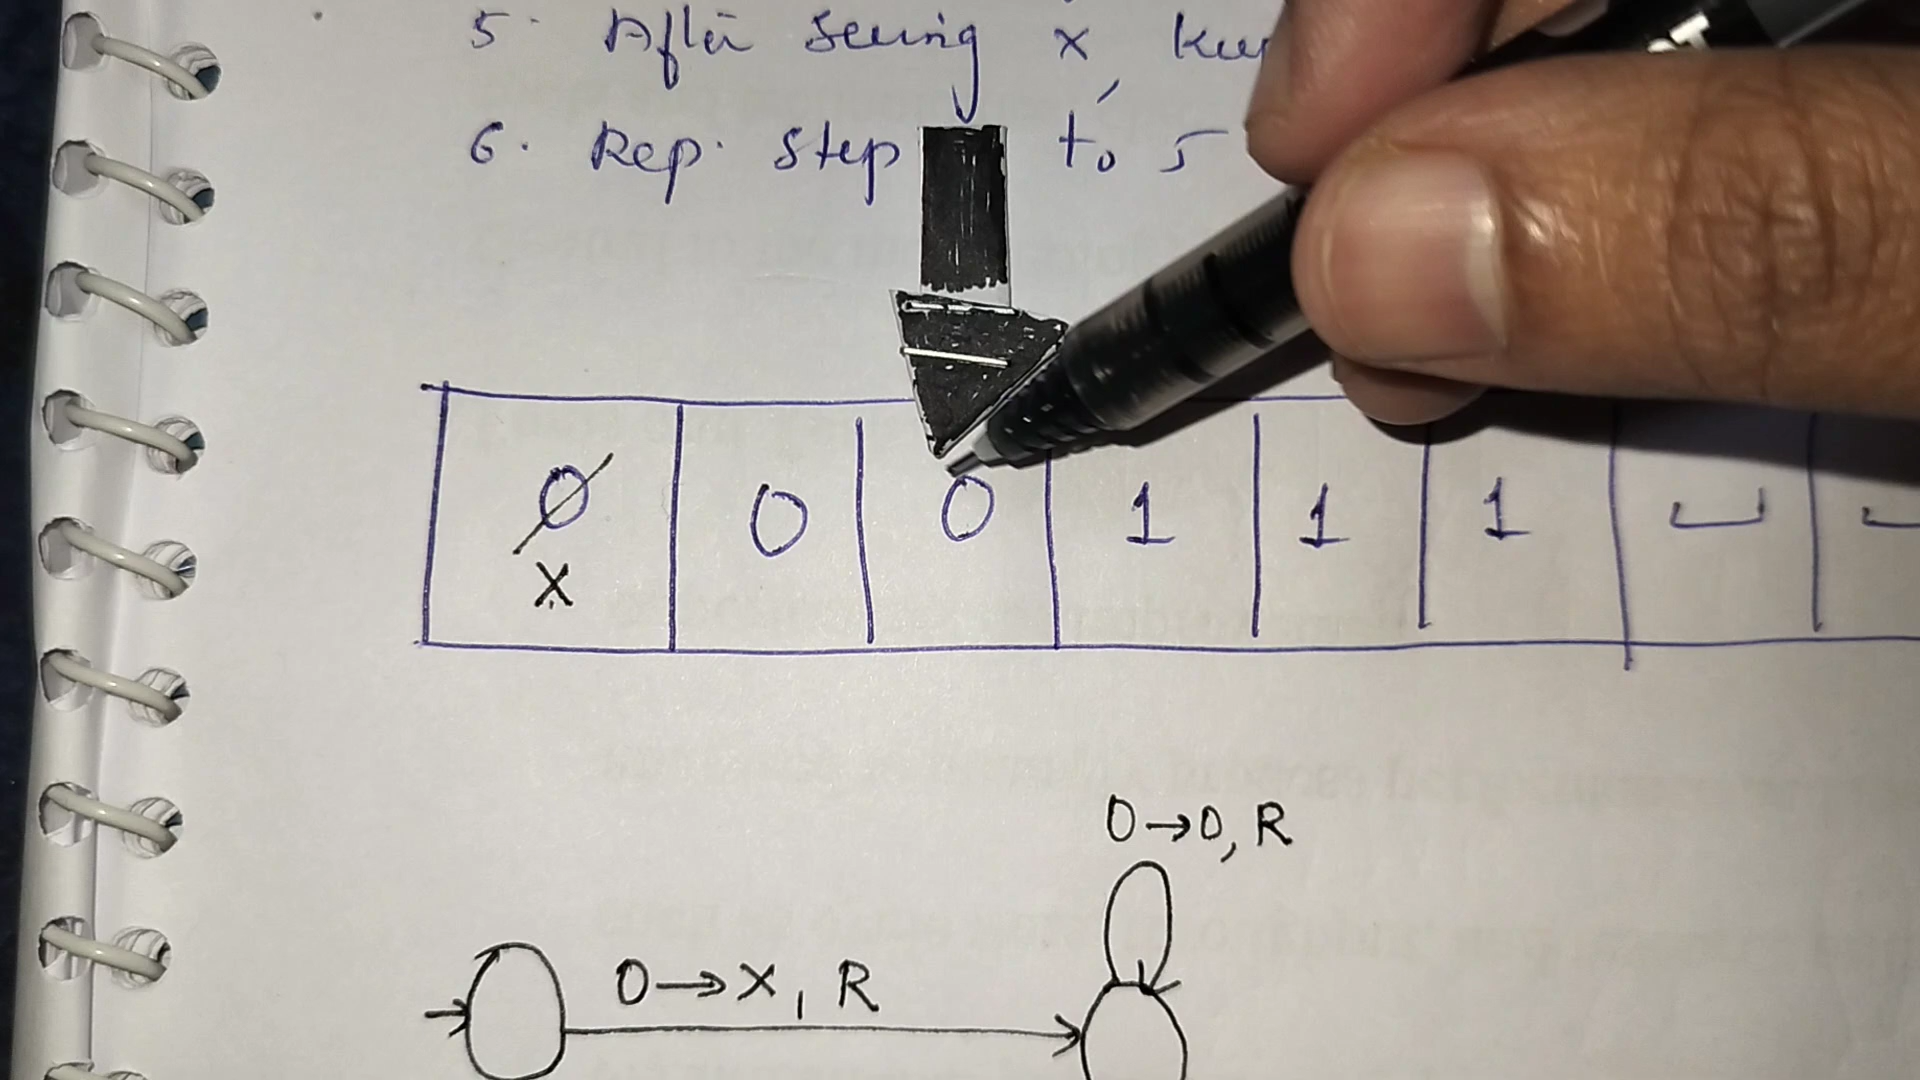 5. After seeing x,
6. Rep. Step to 5
0 0 0 1 1 1 ⊔ ⊔
x
0→0, R
0→X, R